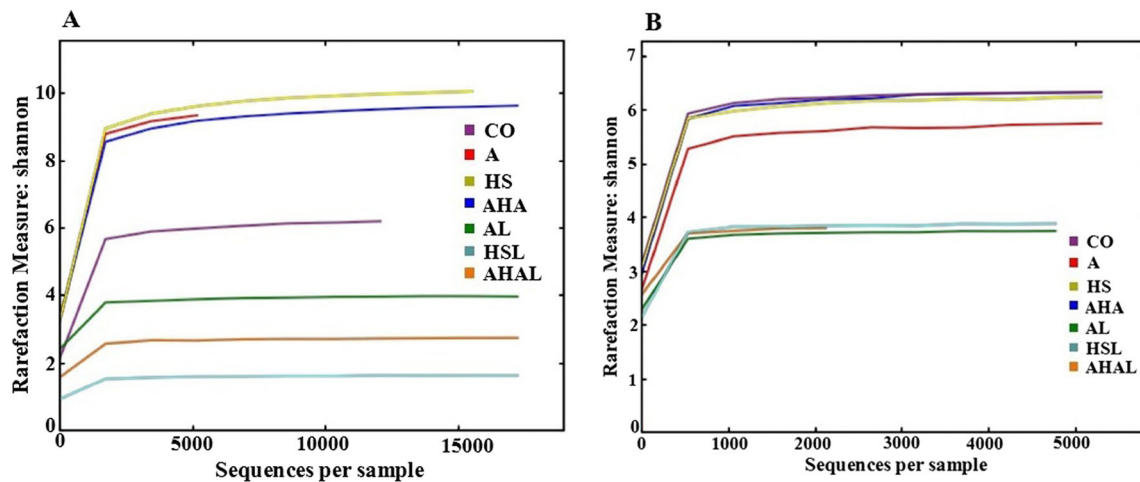 A
Rarefaction Measure: shannon
10
8
6
4
2
0
0
5000
10000
15000
Sequences per sample
CO
A
HS
AHA
AL
HSL
AHAL
B
Rarefaction Measure: shannon
7
6
5
4
3
2
1
0
0
1000
2000
3000
4000
5000
Sequences per sample
CO
A
HS
AHA
AL
HSL
AHAL